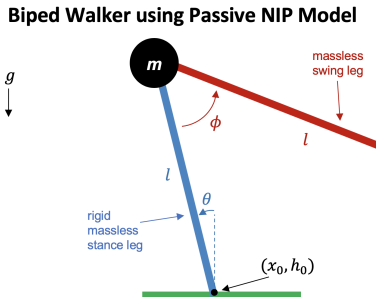 Biped Walker using Passive NIP Model
m
massless
swing leg
g
ϕ
l
l
θ
rigid
massless
stance leg
(x₀, h₀)